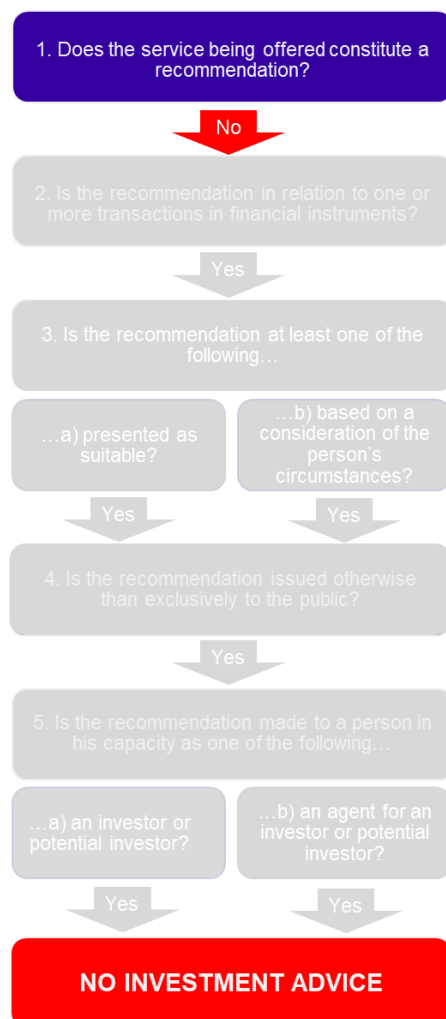 1. Does the service being offered constitute a
recommendation?
No
2. Is the recommendation in relation to one or
more transactions in financial instruments?
Yes
3. Is the recommendation at least one of the
following…
…a) presented as
suitable?
…b) based on a
consideration of the
person's
circumstances?
Yes
Yes
4. Is the recommendation issued otherwise
than exclusively to the public?
Yes
5. Is the recommendation made to a person in
his capacity as one of the following…
…a) an investor or
potential investor?
…b) an agent for an
investor or potential
investor?
Yes
Yes
NO INVESTMENT ADVICE